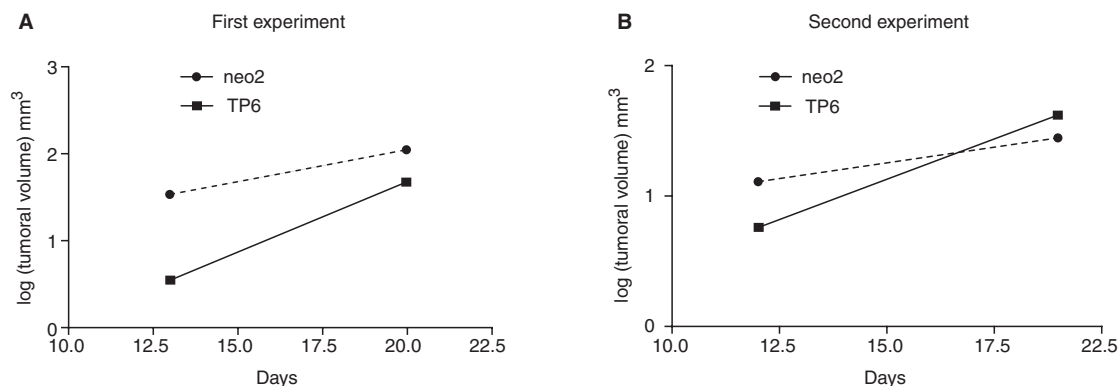 A
First experiment
log (tumoral volume) mm3
3
2
1
0
neo2
TP6
10.0 12.5 15.0 17.5 20.0 22.5
Days
B
Second experiment
log (tumoral volume) mm3
2
1
0
neo2
TP6
10.0 12.5 15.0 17.5 22.5
Days